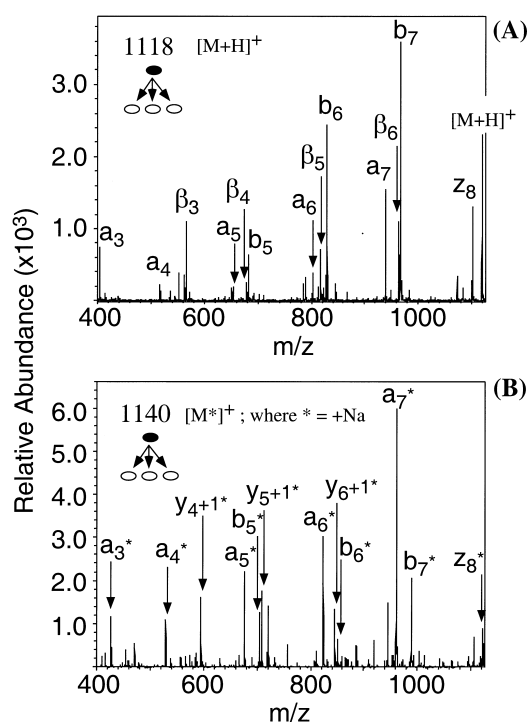 (A)
1118 [M+H]+
b7
3.0
b6
β6
[M+H]+
2.0
β5
a7
β3
β4
a6
z8
1.0
a3
a5
b5
a4
400 600 800 1000
m/z
Relative Abundance (x10³)
(B)
6.0
1140 [M*]+ ; where * = +Na
a7*
5.0
4.0
y4+1*
y5+1*
y6+1*
b5*
a6*
3.0
a3*
a4*
a5*
b6*
b7*
z8*
2.0
1.0
400 600 800 1000
m/z